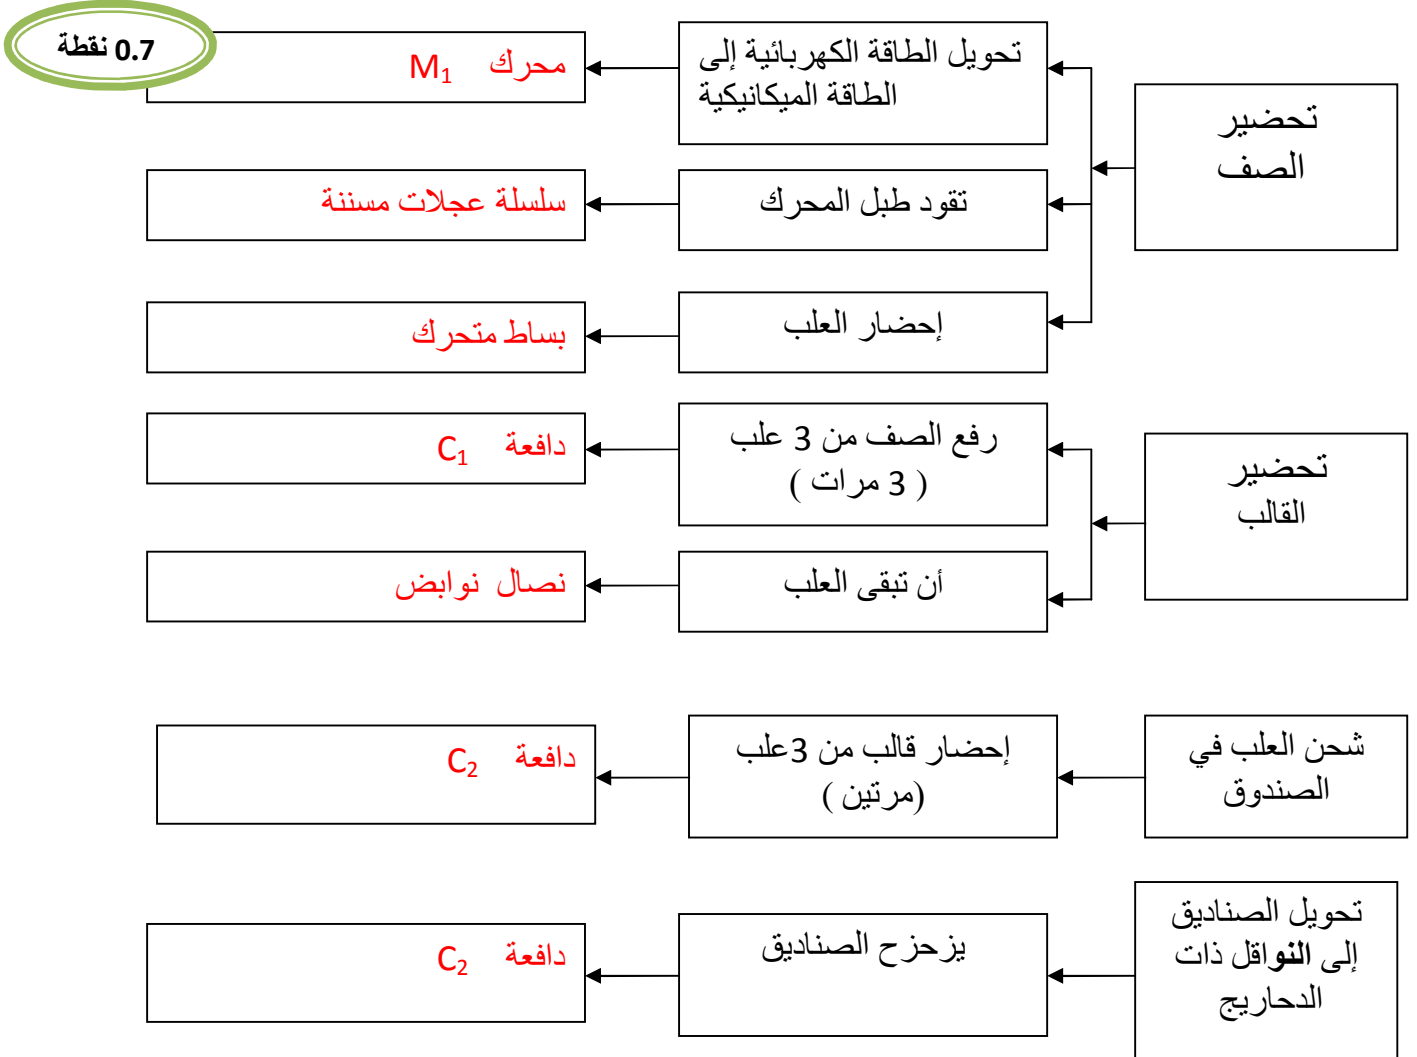 0.7 نقطة
تحضير
الصف
تحويل الطاقة الكهربائية إلى
الطاقة الميكانيكية
محرك M₁
تقود طبل المحرك
سلسلة عجلات مسننة
إحضار العلب
بساط متحرك
تحضير
القالب
رفع الصف من 3 علب
( 3 مرات )
دافعة C₁
أن تبقى العلب
نصال نوابض
شحن العلب في
الصندوق
إحضار قالب من 3علب
(مرتين )
دافعة C₂
تحويل الصناديق
إلى النواقل ذات
الدحاريج
يزحزح الصناديق
دافعة C₂